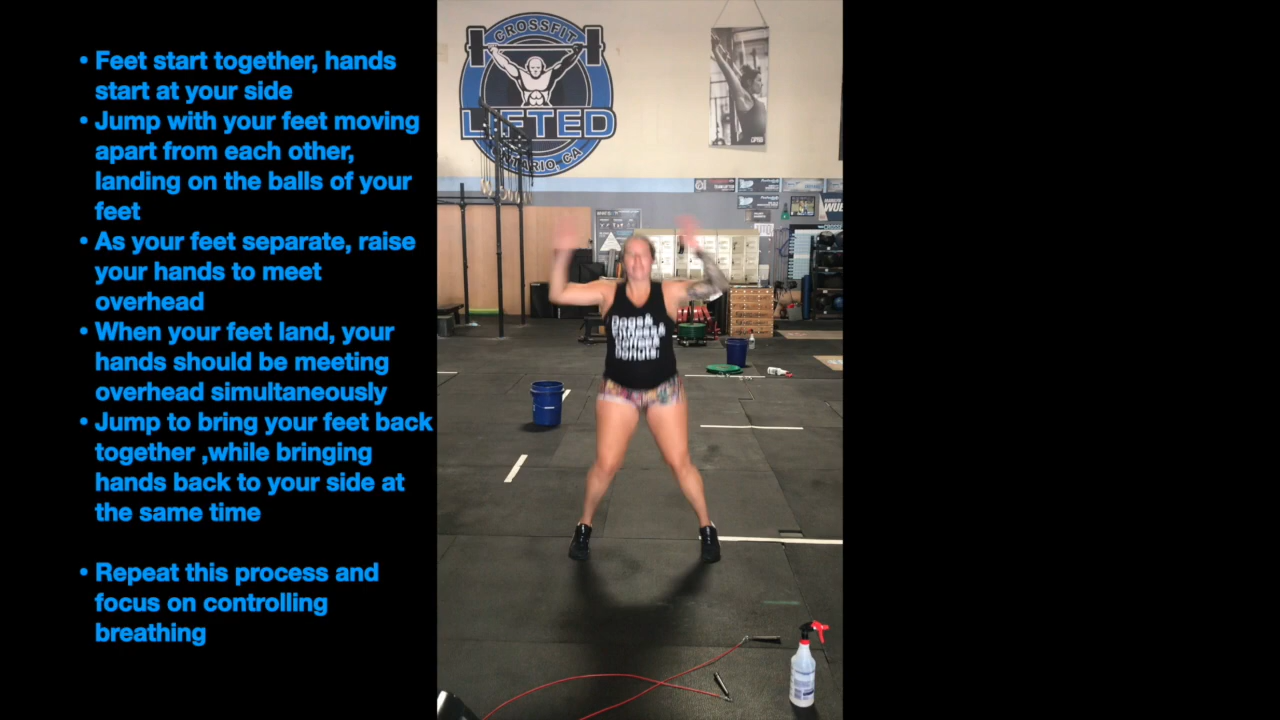 • Feet start together, hands
start at your side
• Jump with your feet moving
apart from each other,
landing on the balls of your
feet
• As your feet separate, raise
your hands to meet
overhead
• When your feet land, your
hands should be meeting
overhead simultaneously
• Jump to bring your feet back
together ,while bringing
hands back to your side at
the same time
• Repeat this process and
focus on controlling
breathing
CROSSFIT
LIFTED
ONTARIO, CA